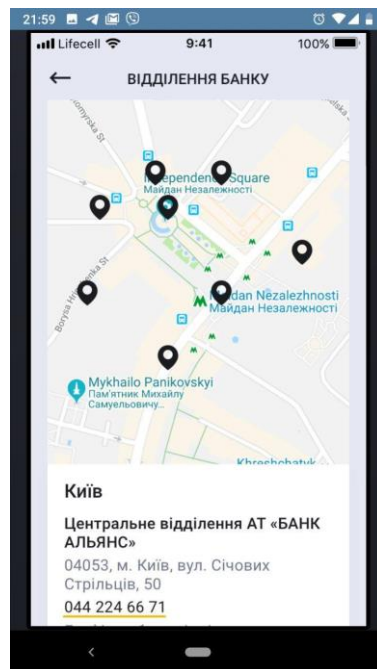 21:59
Lifecell
9:41
100%
ВІДДІЛЕННЯ БАНКУ
Independence Square
Майдан Незалежності
Borysa Hrinchenka St
Maidan Nezalezhnosti
Майдан Незалежності
Mykhailo Panikovskyi
Пам'ятник Михайлу
Самуельовичу...
Khreshchatyk
Київ
Центральне відділення АТ «БАНК
АЛЬЯНС»
04053, м. Київ, вул. Січових
Стрільців, 50
044 224 66 71